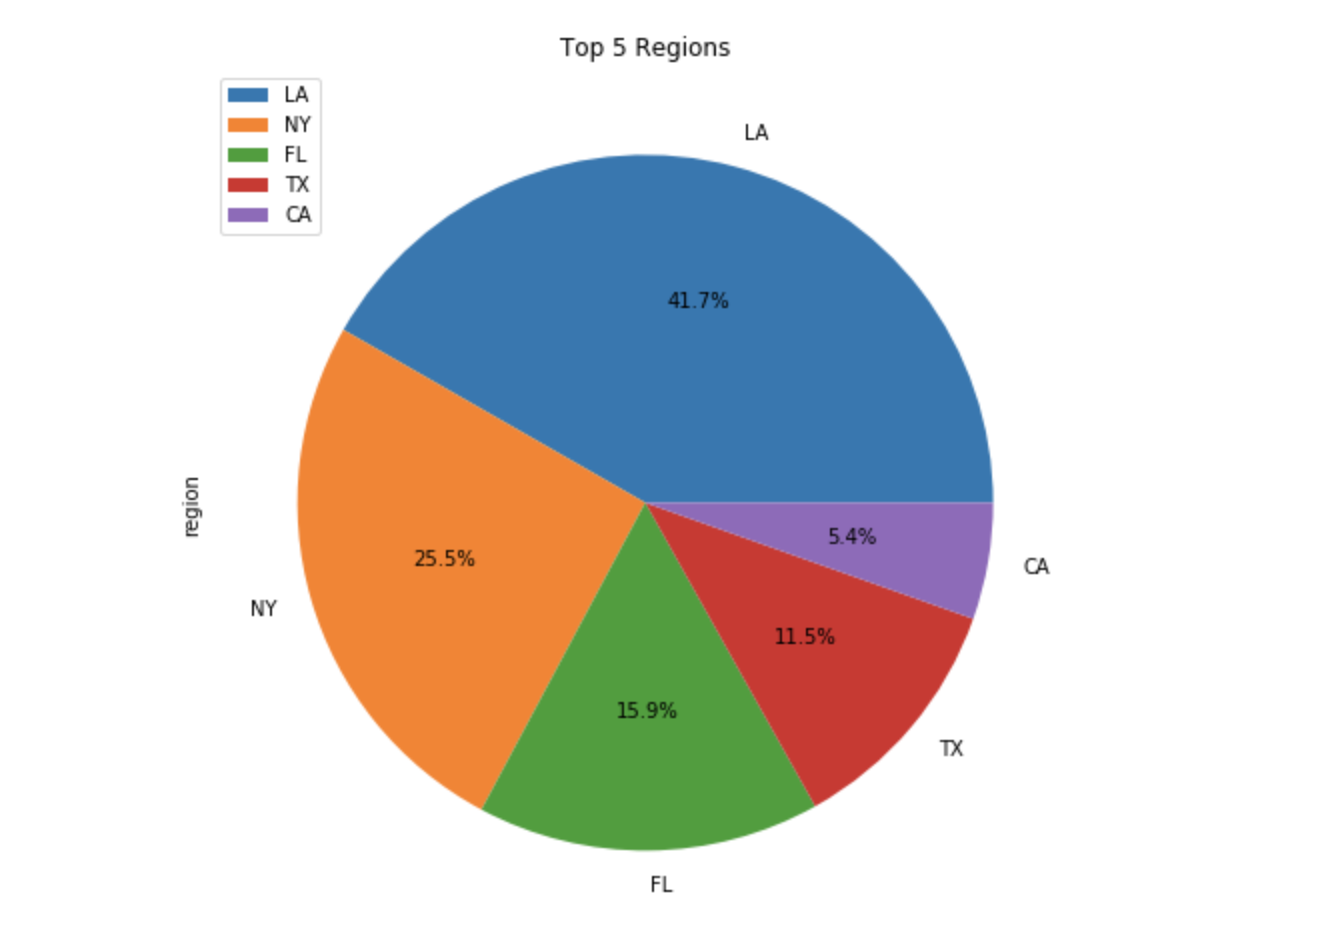 Top 5 Regions
LA
NY
FL
TX
CA
LA
41.7%
region
NY
25.5%
5.4%
CA
11.5%
15.9%
TX
FL